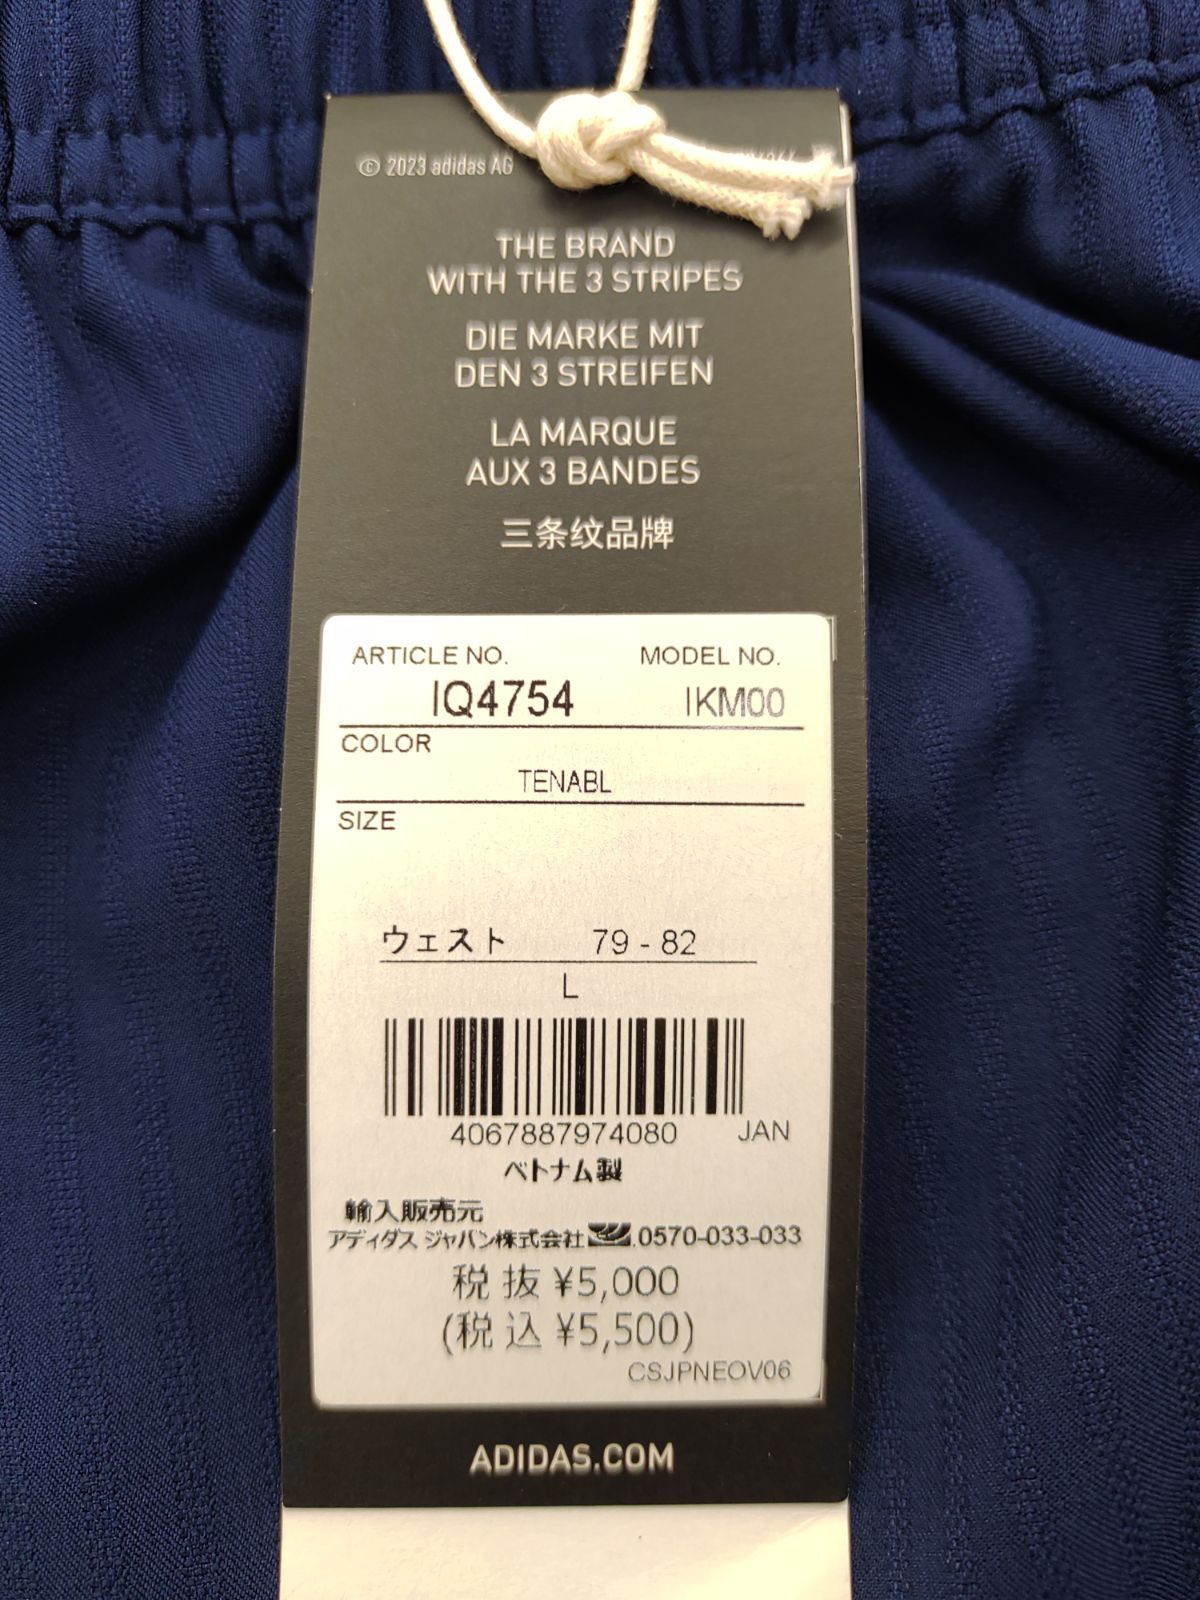 © 2023 adidas AG
THE BRAND
WITH THE 3 STRIPES
DIE MARKE MIT
DEN 3 STREIFEN
LA MARQUE
AUX 3 BANDES
三条纹品牌
ARTICLE NO. MODEL NO.
IQ4754 IKM00
COLOR
TENABL
SIZE
ウェスト 79 - 82
L
4067887974080 JAN
ベトナム製
輸入販売元
アディダス ジャパン株式会社 0570-033-033
税 抜 ¥5,000
(税 込 ¥5,500)
CSJPNEOV06
ADIDAS.COM